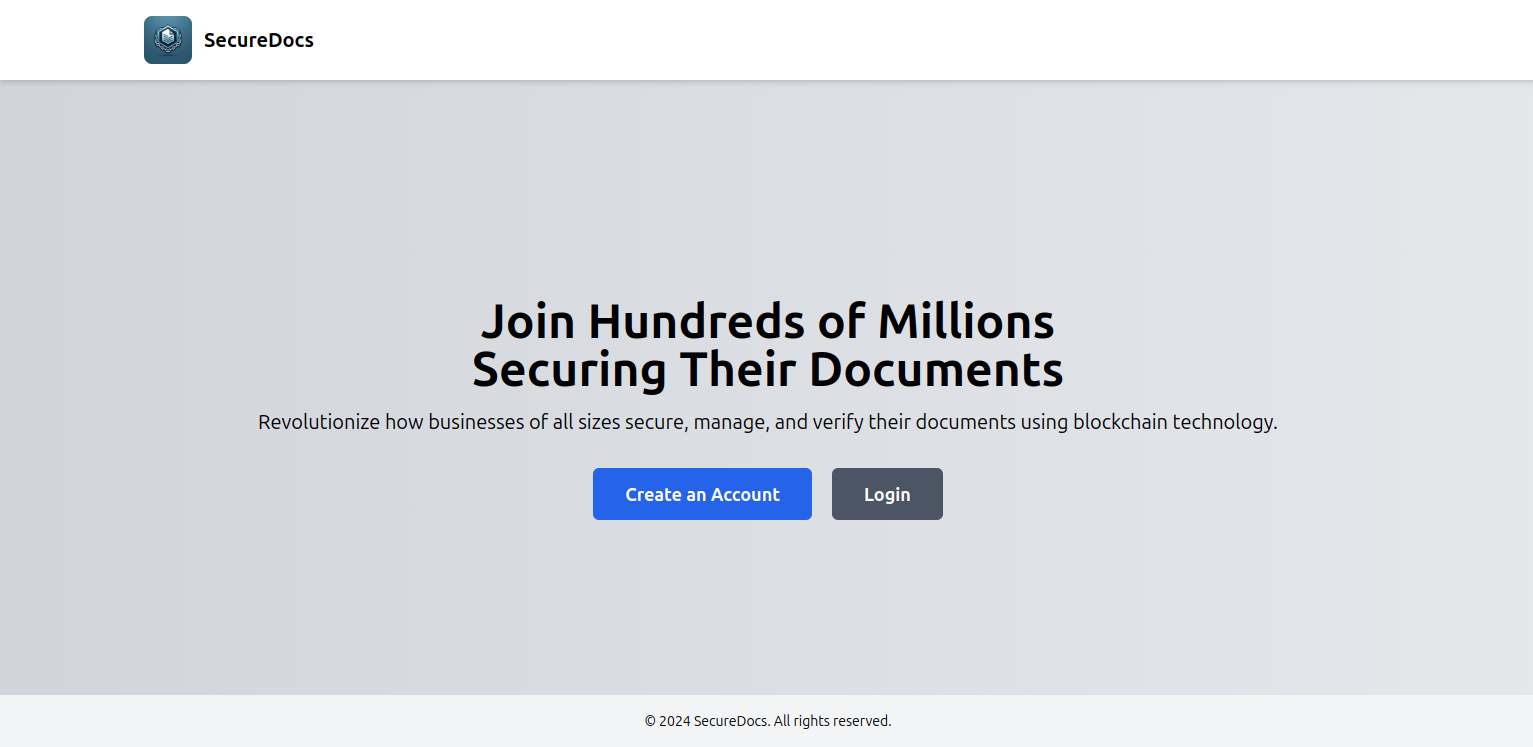 SecureDocs
Join Hundreds of Millions
Securing Their Documents
Revolutionize how businesses of all sizes secure, manage, and verify their documents using blockchain technology.
Create an Account
Login
© 2024 SecureDocs. All rights reserved.